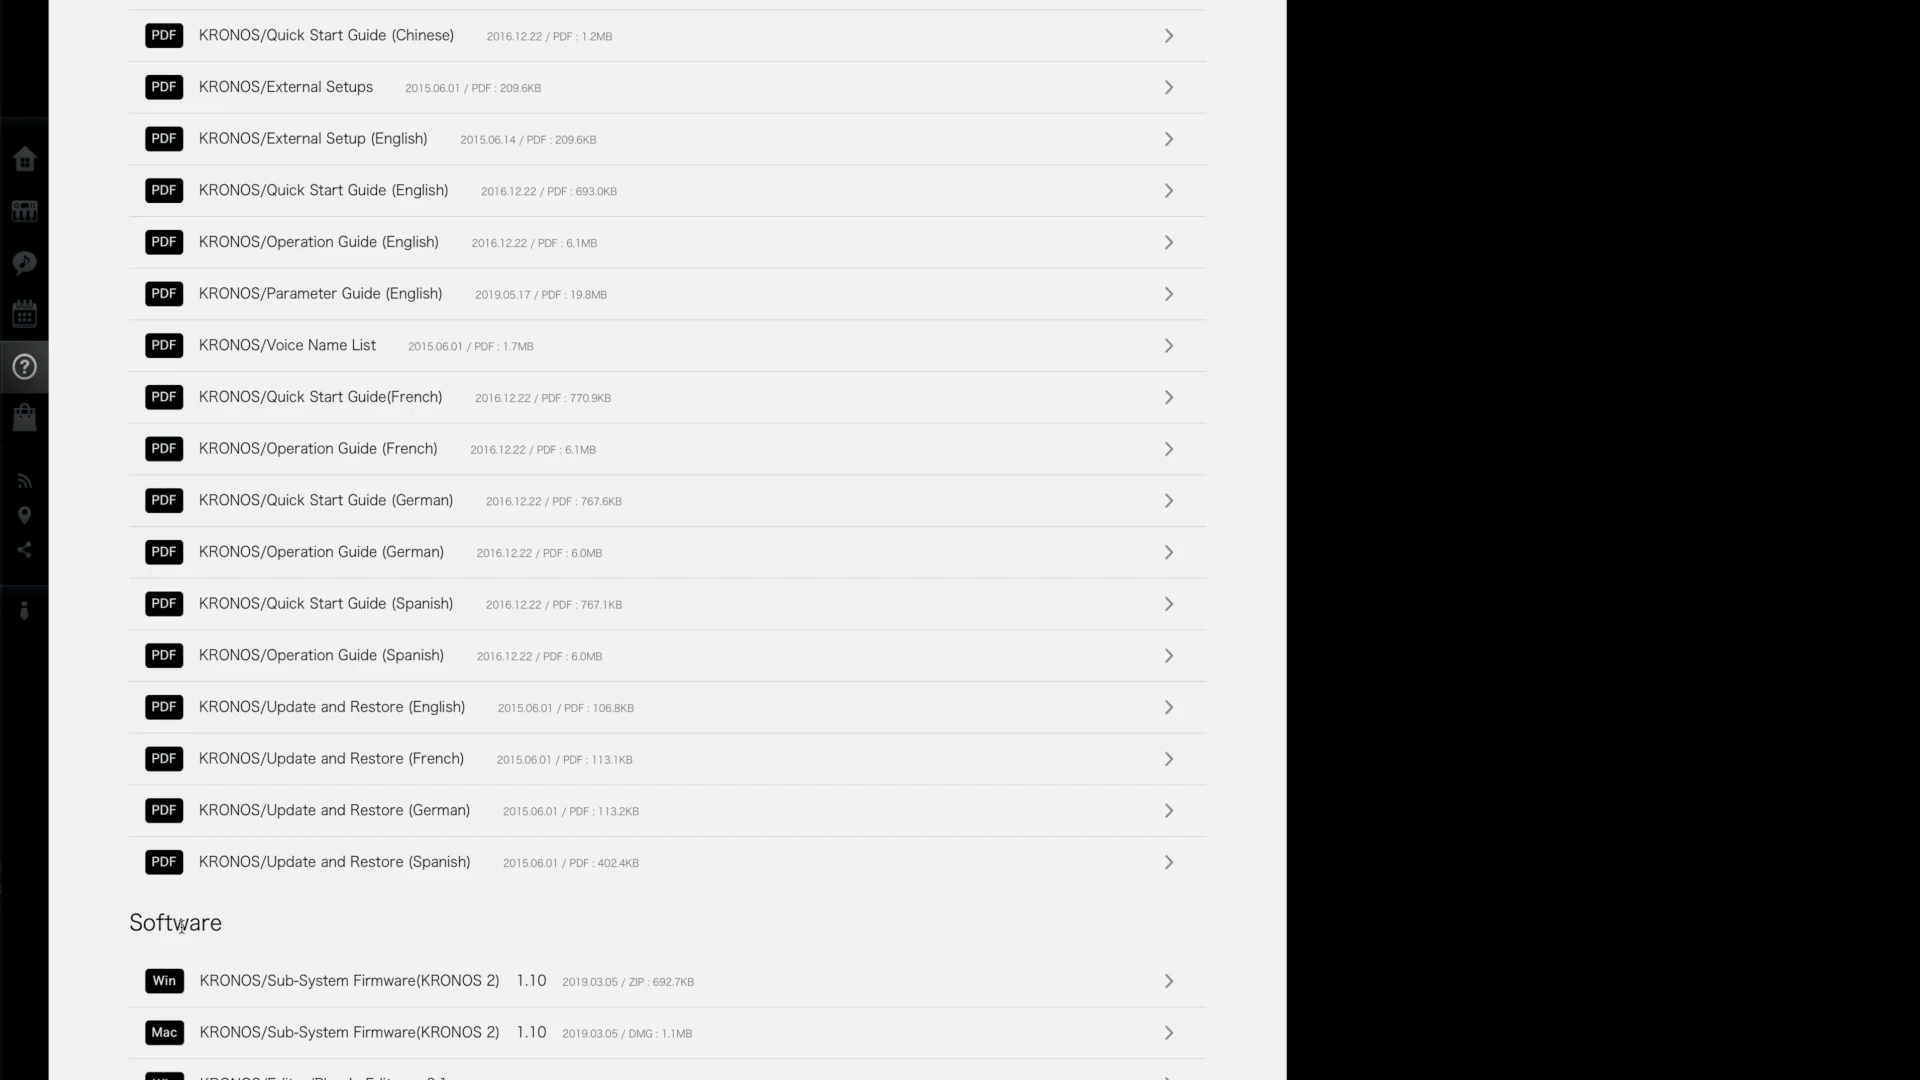 PDF KRONOS/Quick Start Guide (Chinese) 2016.12.22 / PDF : 1.2MB
PDF KRONOS/External Setups 2015.06.01 / PDF : 209.6KB
PDF KRONOS/External Setup (English) 2015.06.14 / PDF : 209.6KB
PDF KRONOS/Quick Start Guide (English) 2016.12.22 / PDF : 693.0KB
PDF KRONOS/Operation Guide (English) 2016.12.22 / PDF : 6.1MB
PDF KRONOS/Parameter Guide (English) 2019.05.17 / PDF : 19.8MB
PDF KRONOS/Voice Name List 2015.06.01 / PDF : 1.7MB
PDF KRONOS/Quick Start Guide(French) 2016.12.22 / PDF : 770.9KB
PDF KRONOS/Operation Guide (French) 2016.12.22 / PDF : 6.1MB
PDF KRONOS/Quick Start Guide (German) 2016.12.22 / PDF : 767.6KB
PDF KRONOS/Operation Guide (German) 2016.12.22 / PDF : 6.0MB
PDF KRONOS/Quick Start Guide (Spanish) 2016.12.22 / PDF : 767.1KB
PDF KRONOS/Operation Guide (Spanish) 2016.12.22 / PDF : 6.0MB
PDF KRONOS/Update and Restore (English) 2015.06.01 / PDF : 106.8KB
PDF KRONOS/Update and Restore (French) 2015.06.01 / PDF : 113.1KB
PDF KRONOS/Update and Restore (German) 2015.06.01 / PDF : 113.2KB
PDF KRONOS/Update and Restore (Spanish) 2015.06.01 / PDF : 402.4KB
Software
Win KRONOS/Sub-System Firmware(KRONOS 2) 1.10 2019.03.05 / ZIP : 692.7KB
Mac KRONOS/Sub-System Firmware(KRONOS 2) 1.10 2019.03.05 / DMG : 1.1MB